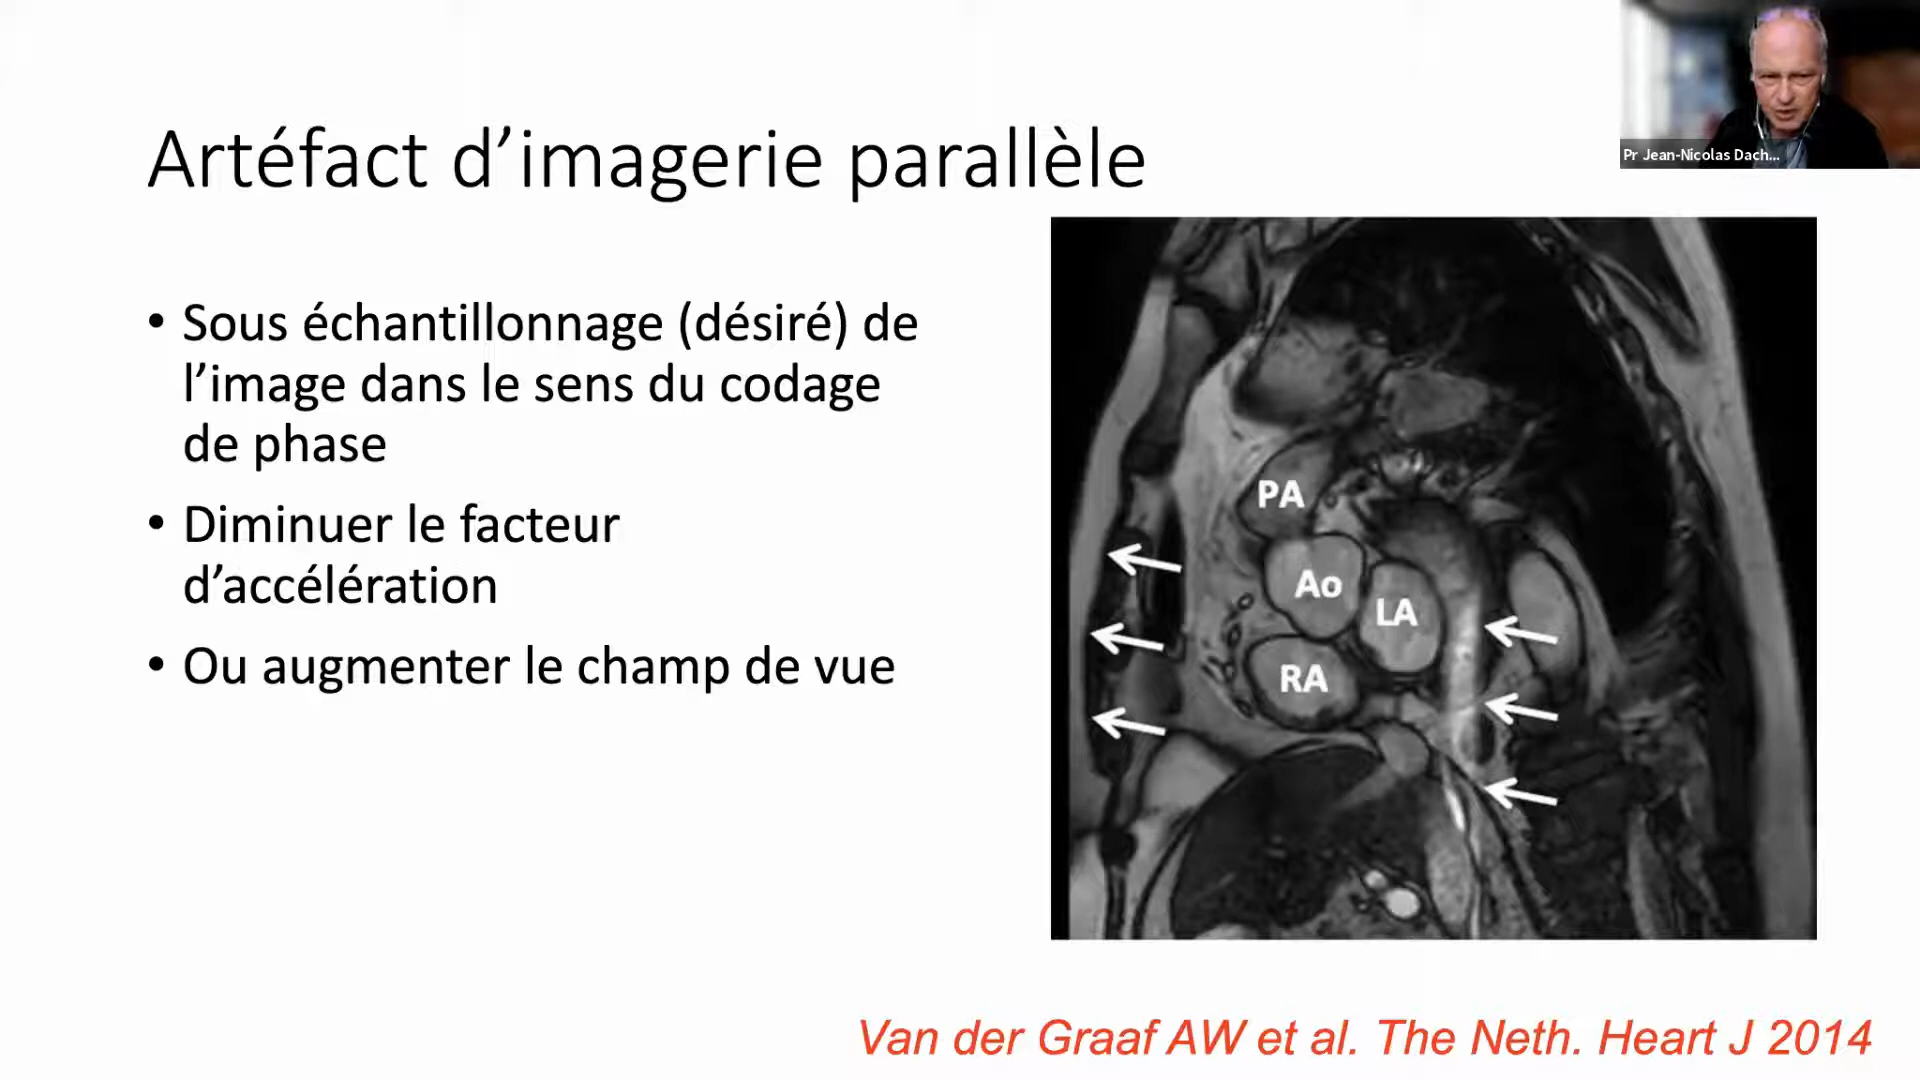 Pr Jean-Nicolas Dach...
Artéfact d’imagerie parallèle
• Sous échantillonnage (désiré) de
l’image dans le sens du codage
de phase
• Diminuer le facteur
d’accélération
• Ou augmenter le champ de vue
PA
Ao
LA
RA
Van der Graaf AW et al. The Neth. Heart J 2014